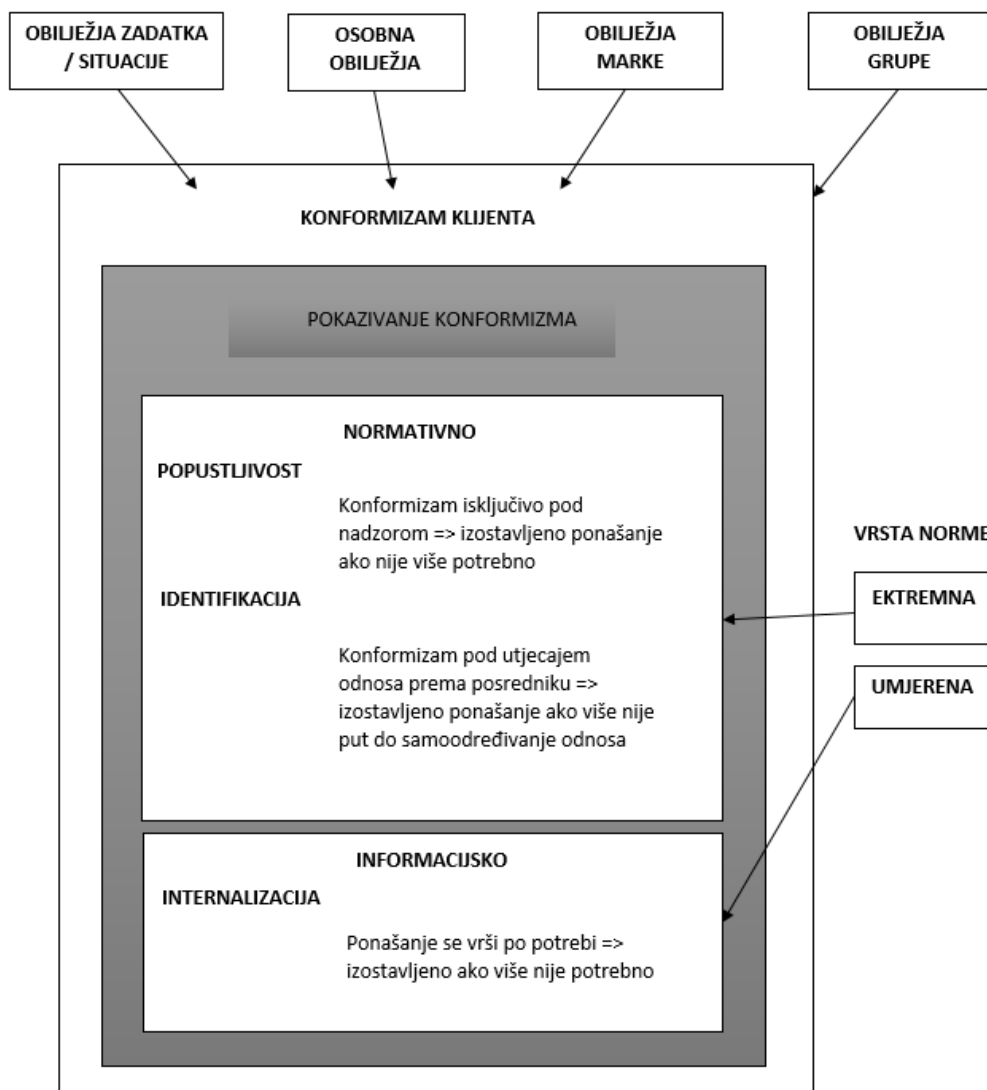 OBILJEŽJA ZADATKA
/ SITUACIJE
OSOBNA
OBILJEŽJA
OBILJEŽJA
MARKE
OBILJEŽJA
GRUPE
KONFORMIZAM KLIJENTA
POKAZIVANJE KONFORMIZMA
NORMATIVNO
POPUSTLJIVOST
Konformizam isključivo pod
nadzorom => izostavljeno ponašanje
ako nije više potrebno
IDENTIFIKACIJA
Konformizam pod utjecajem
odnosa prema posredniku =>
izostavljeno ponašanje ako više nije
put do samoodređivanje odnosa
VRSTA NORME
EKTREMNA
UMJERENA
INFORMACIJSKO
INTERNALIZACIJA
Ponašanje se vrši po potrebi =>
izostavljeno ako više nije potrebno